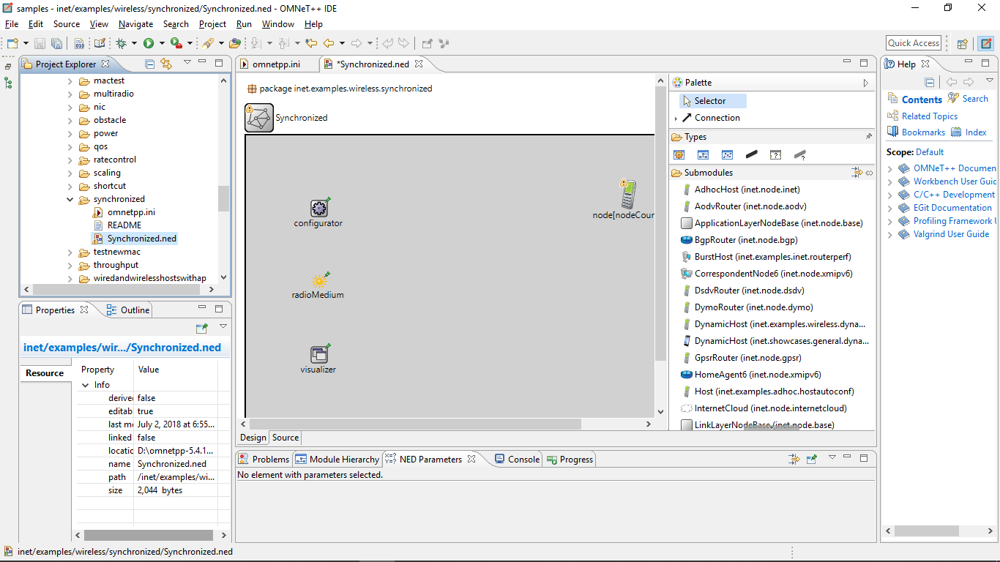 samples - inet/examples/wireless/synchronized/Synchronized.ned - OMNeT++ IDE
File Edit Source View Navigate Search Project Run Window Help
Quick Access
Project Explorer
mactest
multiradio
nic
obstacle
power
qos
ratecontrol
scaling
shortcut
synchronized
omnetpp.ini
README
Synchronized.ned
testnewmac
throughput
wiredandwirelesshostswithap
Properties Outline
inet/examples/wir.../Synchronized.ned
Resource
Property Value
Info
derive false
editab true
last m July 2, 2018 at 6:55...
linked false
locatio D:\omnetpp-5.4.1...
name Synchronized.ned
path /inet/examples/wi...
size 2,044 bytes
omnetpp.ini *Synchronized.ned
package inet.examples.wireless.synchronized
Synchronized
configurator
radioMedium
visualizer
node[nodeCour
Design Source
Palette
Selector
Connection
Types
Submodules
AdhocHost (inet.node.inet)
AodvRouter (inet.node.aodv)
ApplicationLayerNodeBase (inet.node.base)
BgpRouter (inet.node.bgp)
BurstHost (inet.examples.inet.routerperf)
CorrespondentNode6 (inet.node.xmipv6)
DsdvRouter (inet.node.dsdv)
DymoRouter (inet.node.dymo)
DynamicHost (inet.examples.wireless.dyna...
DynamicHost (inet.showcases.general.dyna...
GpsrRouter (inet.node.gpsr)
HomeAgent6 (inet.node.xmipv6)
Host (inet.examples.adhoc.hostautoconf)
InternetCloud (inet.node.internetcloud)
LinkLayerNodeBase (inet.node.base)
Problems Module Hierarchy NED Parameters Console Progress
No element with parameters selected.
Help
Contents Search
Related Topics
Bookmarks Index
Scope: Default
OMNeT++ Documen
Workbench User Guid
C/C++ Development
EGit Documentation
Profiling Framework U
Valgrind User Guide
inet/examples/wireless/synchronized/Synchronized.ned